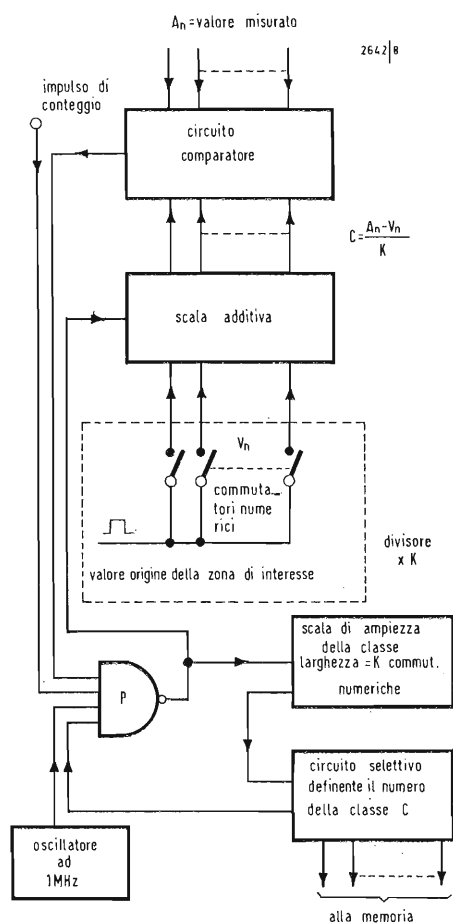 An=valore misurato
2642|8
impulso di
conteggio
circuito
comparatore
C=(An-Vn)/K
scala additiva
Vn
commuta_
tori nume
rici
valore origine della zona di interesse
divisore
x K
scala di ampiezza
della classe
larghezza =K commut.
numeriche
P
circuito selettivo
definente il numero
della classe C
oscillatore
ad
1MHz
alla memoria